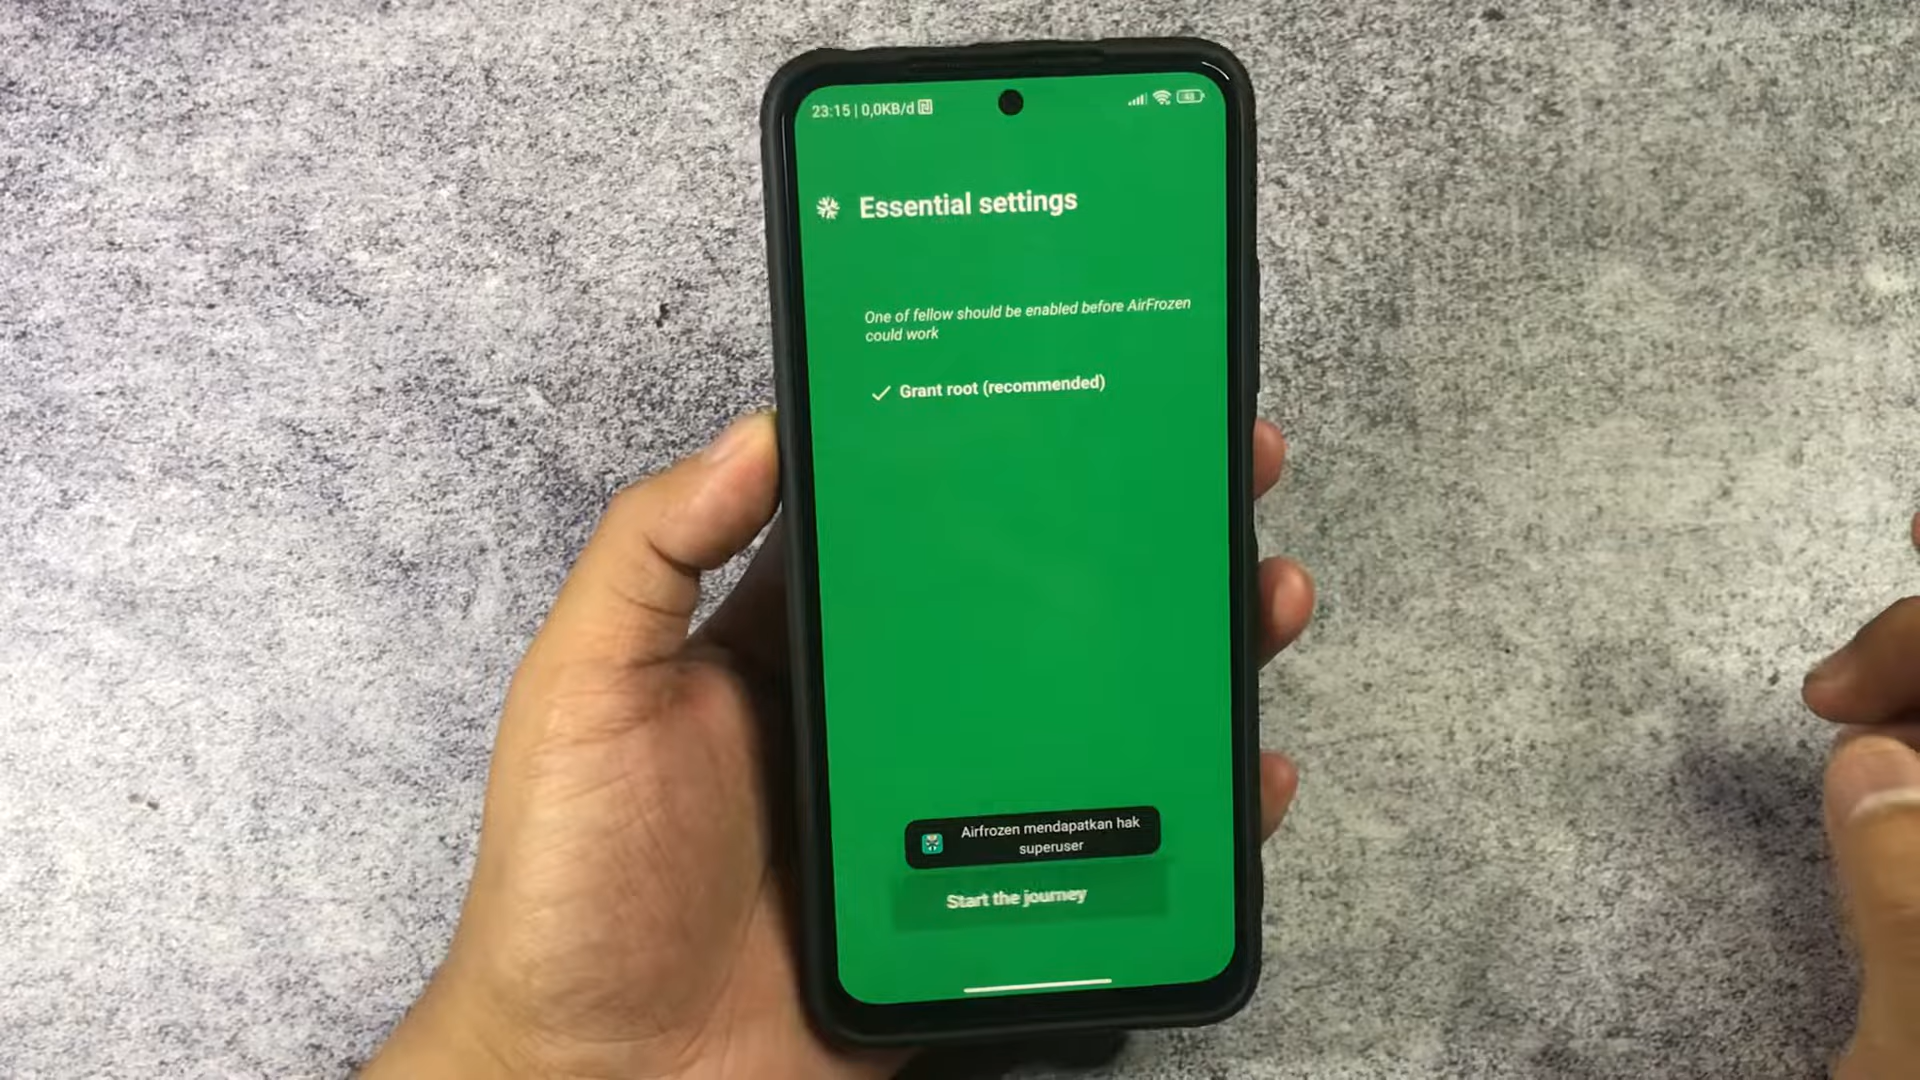 23:15 | 0,0KB/d
Essential settings
One of fellow should be enabled before AirFrozen
could work
Grant root (recommended)
Airfrozen mendapatkan hak
superuser
Start the journey